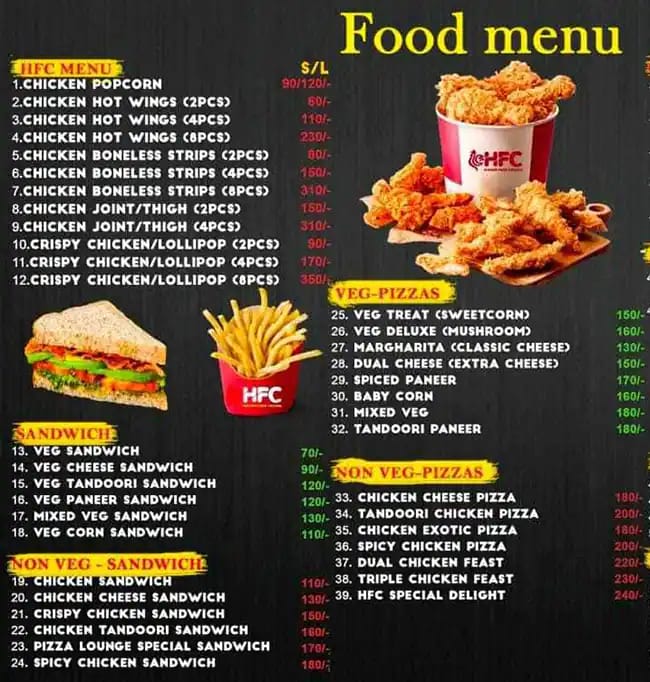 Food menu
HFC MENU S/L
1.CHICKEN POPCORN 90/120/-
2.CHICKEN HOT WINGS (2PCS) 60/-
3.CHICKEN HOT WINGS (4PCS) 110/-
4.CHICKEN HOT WINGS (8PCS) 230/-
5.CHICKEN BONELESS STRIPS (2PCS) 80/-
6.CHICKEN BONELESS STRIPS (4PCS) 150/-
7.CHICKEN BONELESS STRIPS (8PCS) 310/-
8.CHICKEN JOINT/THIGH (2PCS) 150/-
9.CHICKEN JOINT/THIGH (4PCS) 310/-
10.CRISPY CHICKEN/LOLLIPOP (2PCS) 90/-
11.CRISPY CHICKEN/LOLLIPOP (4PCS) 170/-
12.CRISPY CHICKEN/LOLLIPOP (8PCS) 350/-
HFC
HFC
SANDWICH
13. VEG SANDWICH 70/-
14. VEG CHEESE SANDWICH 90/-
15. VEG TANDOORI SANDWICH 120/-
16. VEG PANEER SANDWICH 120/-
17. MIXED VEG SANDWICH 130/-
18. VEG CORN SANDWICH 110/-
NON VEG - SANDWICH
19. CHICKEN SANDWICH 110/-
20. CHICKEN CHEESE SANDWICH 130/-
21. CRISPY CHICKEN SANDWICH 150/-
22. CHICKEN TANDOORI SANDWICH 160/-
23. PIZZA LOUNGE SPECIAL SANDWICH 170/-
24. SPICY CHICKEN SANDWICH 180/-
VEG-PIZZAS
25. VEG TREAT (SWEETCORN) 150/-
26. VEG DELUXE (MUSHROOM) 160/-
27. MARGHARITA (CLASSIC CHEESE) 130/-
28. DUAL CHEESE (EXTRA CHEESE) 150/-
29. SPICED PANEER 170/-
30. BABY CORN 160/-
31. MIXED VEG 180/-
32. TANDOORI PANEER 180/-
NON VEG-PIZZAS
33. CHICKEN CHEESE PIZZA 180/-
34. TANDOORI CHICKEN PIZZA 200/-
35. CHICKEN EXOTIC PIZZA 180/-
36. SPICY CHICKEN PIZZA 200/-
37. DUAL CHICKEN FEAST 220/-
38. TRIPLE CHICKEN FEAST 230/-
39. HFC SPECIAL DELIGHT 240/-